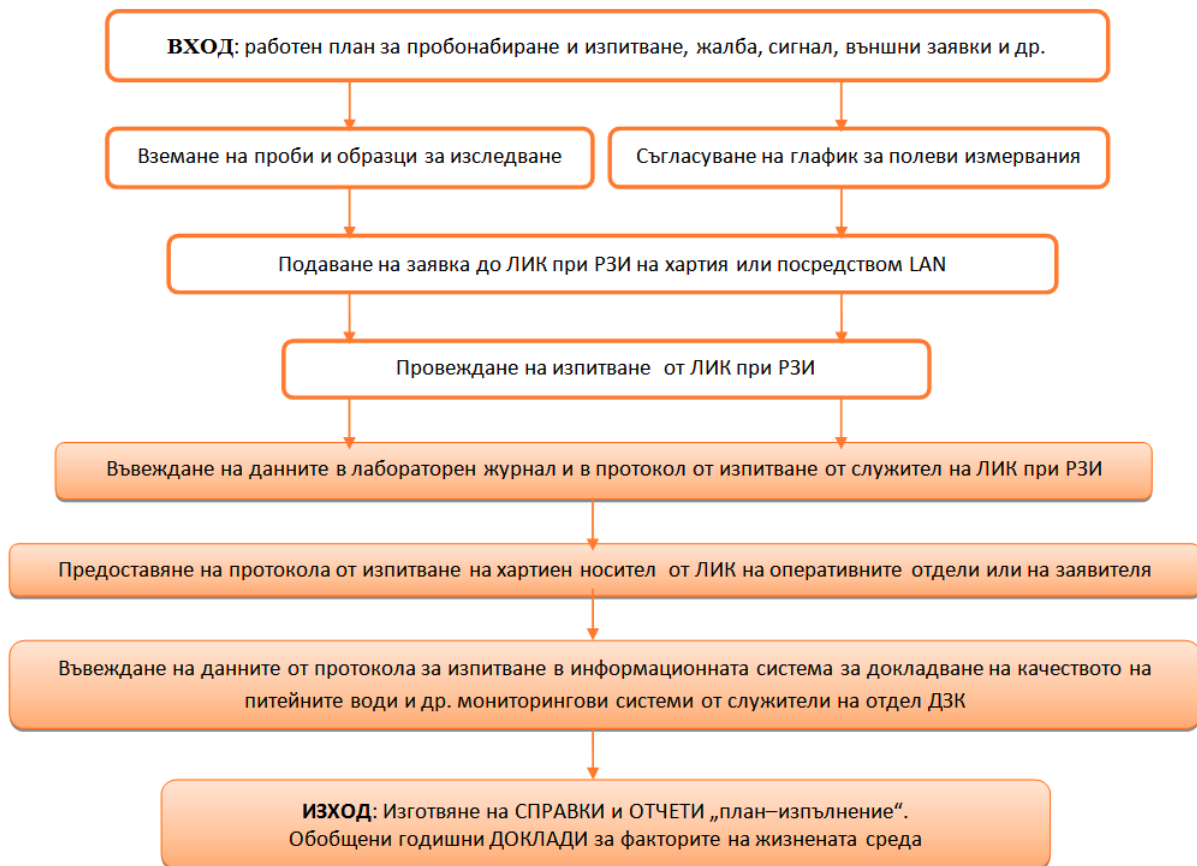 ВХОД: работен план за пробонабиране и изпитване, жалба, сигнал, външни заявки и др.
Вземане на проби и образци за изследване
Съгласуване на глафик за полеви измервания
Подаване на заявка до ЛИК при РЗИ на хартия или посредством LAN
Провеждане на изпитване от ЛИК при РЗИ
Въвеждане на данните в лабораторен журнал и в протокол от изпитване от служител на ЛИК при РЗИ
Предоставяне на протокола от изпитване на хартиен носител от ЛИК на оперативните отдели или на заявителя
Въвеждане на данните от протокола за изпитване в информационната система за докладване на качеството на
питейните води и др. мониторингови системи от служители на отдел ДЗК
ИЗХОД: Изготвяне на СПРАВКИ и ОТЧЕТИ „план–изпълнение“.
Обобщени годишни ДОКЛАДИ за факторите на жизнената среда